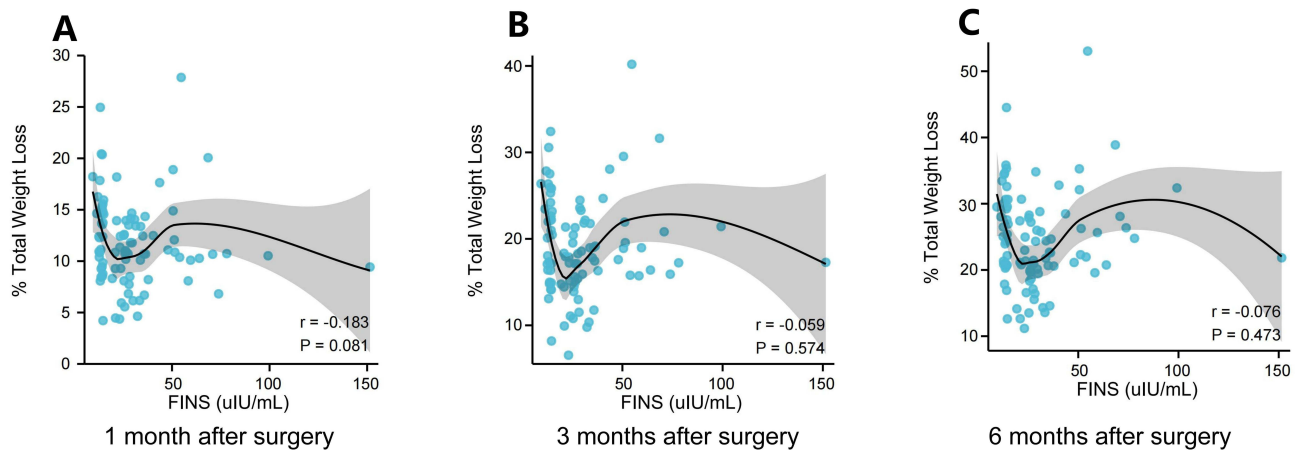 A
B
C
30
25
20
15
10
5
0
% Total Weight Loss
r = -0.183
P = 0.081
50
100
150
FINS (uIU/mL)
1 month after surgery
40
30
20
10
% Total Weight Loss
r = -0.059
P = 0.574
50
100
150
FINS (uIU/mL)
3 months after surgery
50
40
30
20
10
% Total Weight Loss
r = -0.076
P = 0.473
50
100
150
FINS (uIU/mL)
6 months after surgery